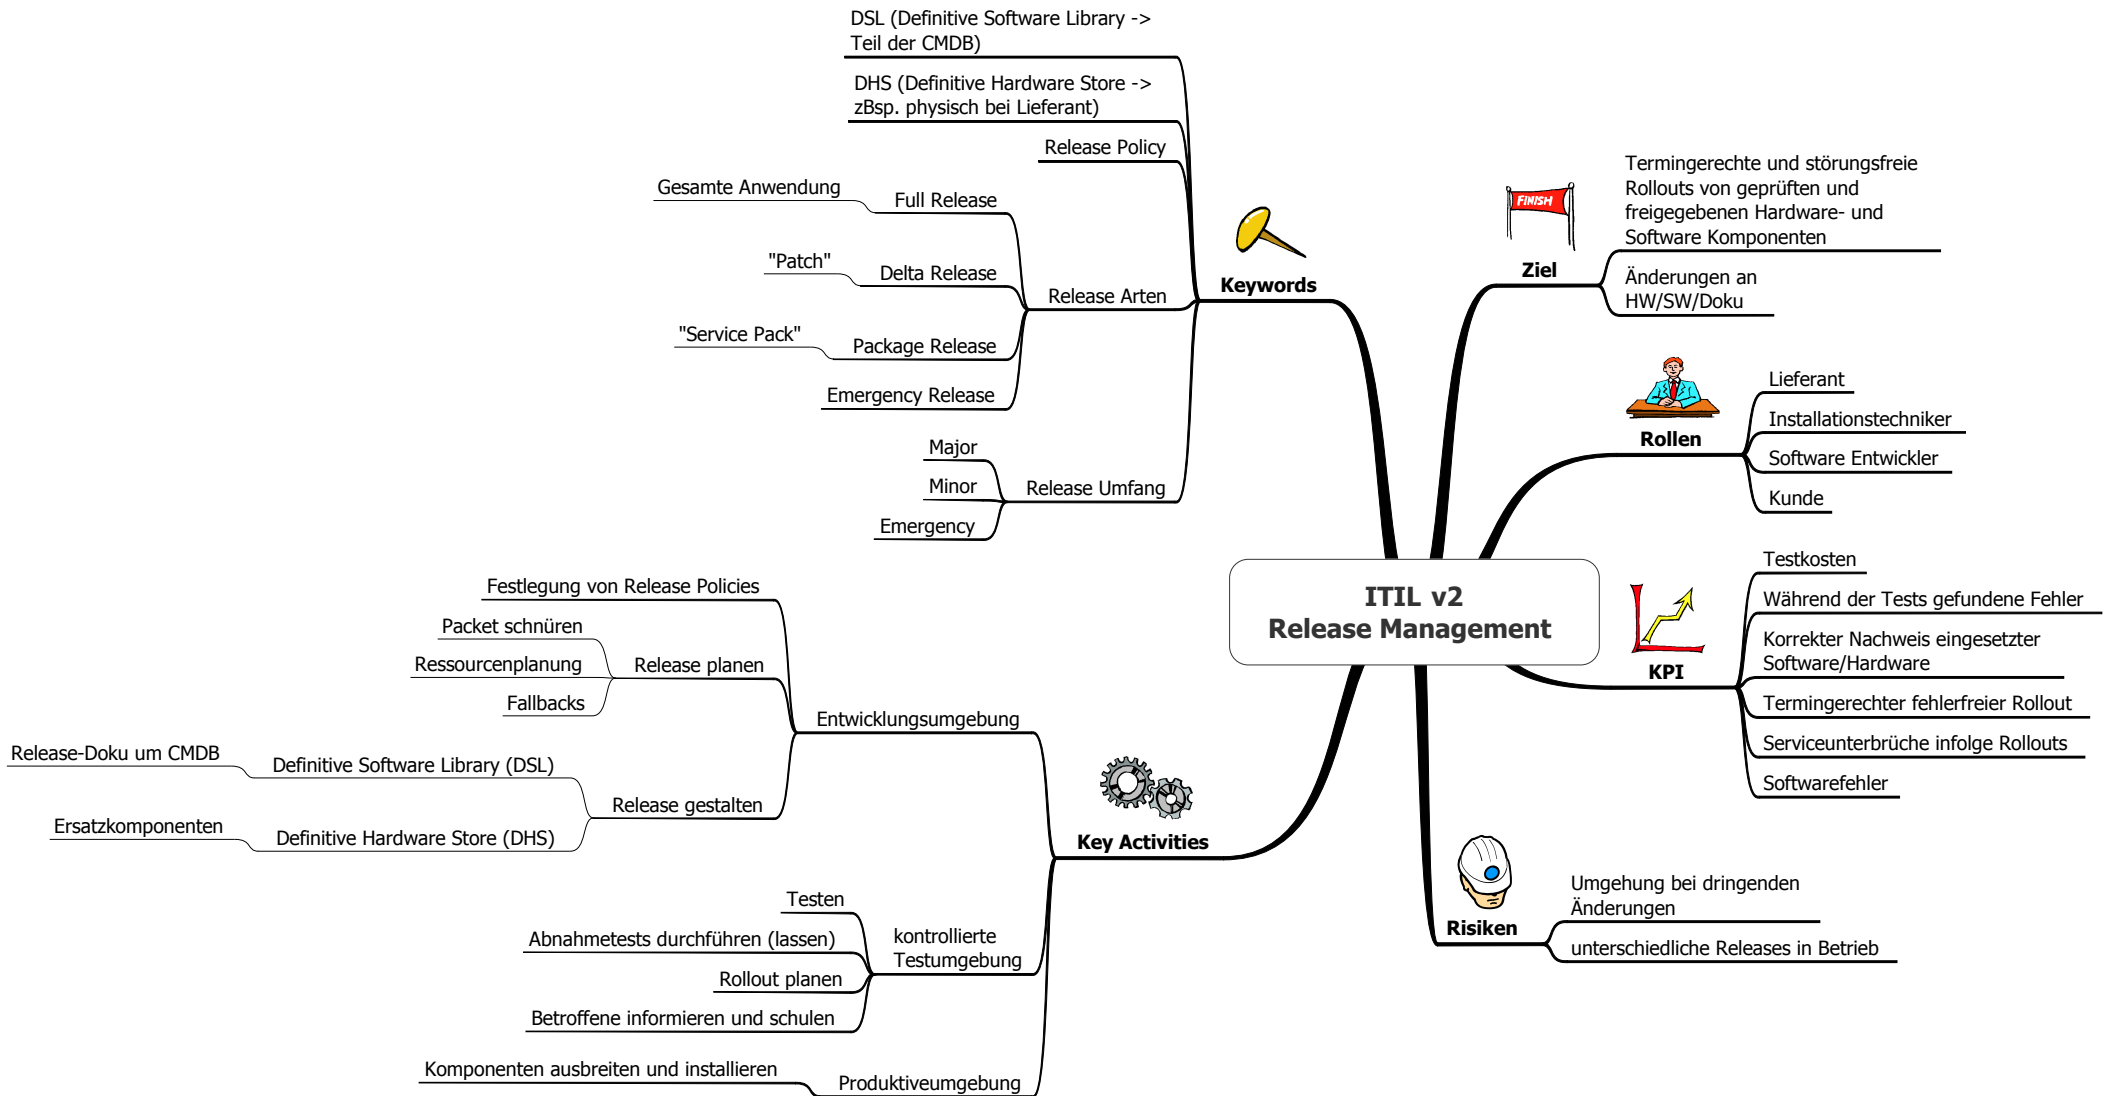 ITIL v2
Release Management
Ziel
FINISH
Termingerechte und störungsfreie
Rollouts von geprüften und
freigegebenen Hardware- und
Software Komponenten
Änderungen an
HW/SW/Doku
Rollen
Lieferant
Installationstechniker
Software Entwickler
Kunde
KPI
Testkosten
Während der Tests gefundene Fehler
Korrekter Nachweis eingesetzter
Software/Hardware
Termingerechter fehlerfreier Rollout
Serviceunterbrüche infolge Rollouts
Softwarefehler
Risiken
Umgehung bei dringenden
Änderungen
unterschiedliche Releases in Betrieb
Keywords
DSL (Definitive Software Library ->
Teil der CMDB)
DHS (Definitive Hardware Store ->
zBsp. physisch bei Lieferant)
Release Policy
Release Arten
Full Release
Gesamte Anwendung
Delta Release
"Patch"
Package Release
"Service Pack"
Emergency Release
Release Umfang
Major
Minor
Emergency
Key Activities
Entwicklungsumgebung
Festlegung von Release Policies
Release planen
Packet schnüren
Ressourcenplanung
Fallbacks
Release gestalten
Definitive Software Library (DSL)
Release-Doku um CMDB
Definitive Hardware Store (DHS)
Ersatzkomponenten
kontrollierte
Testumgebung
Testen
Abnahmetests durchführen (lassen)
Rollout planen
Betroffene informieren und schulen
Produktiveumgebung
Komponenten ausbreiten und installieren